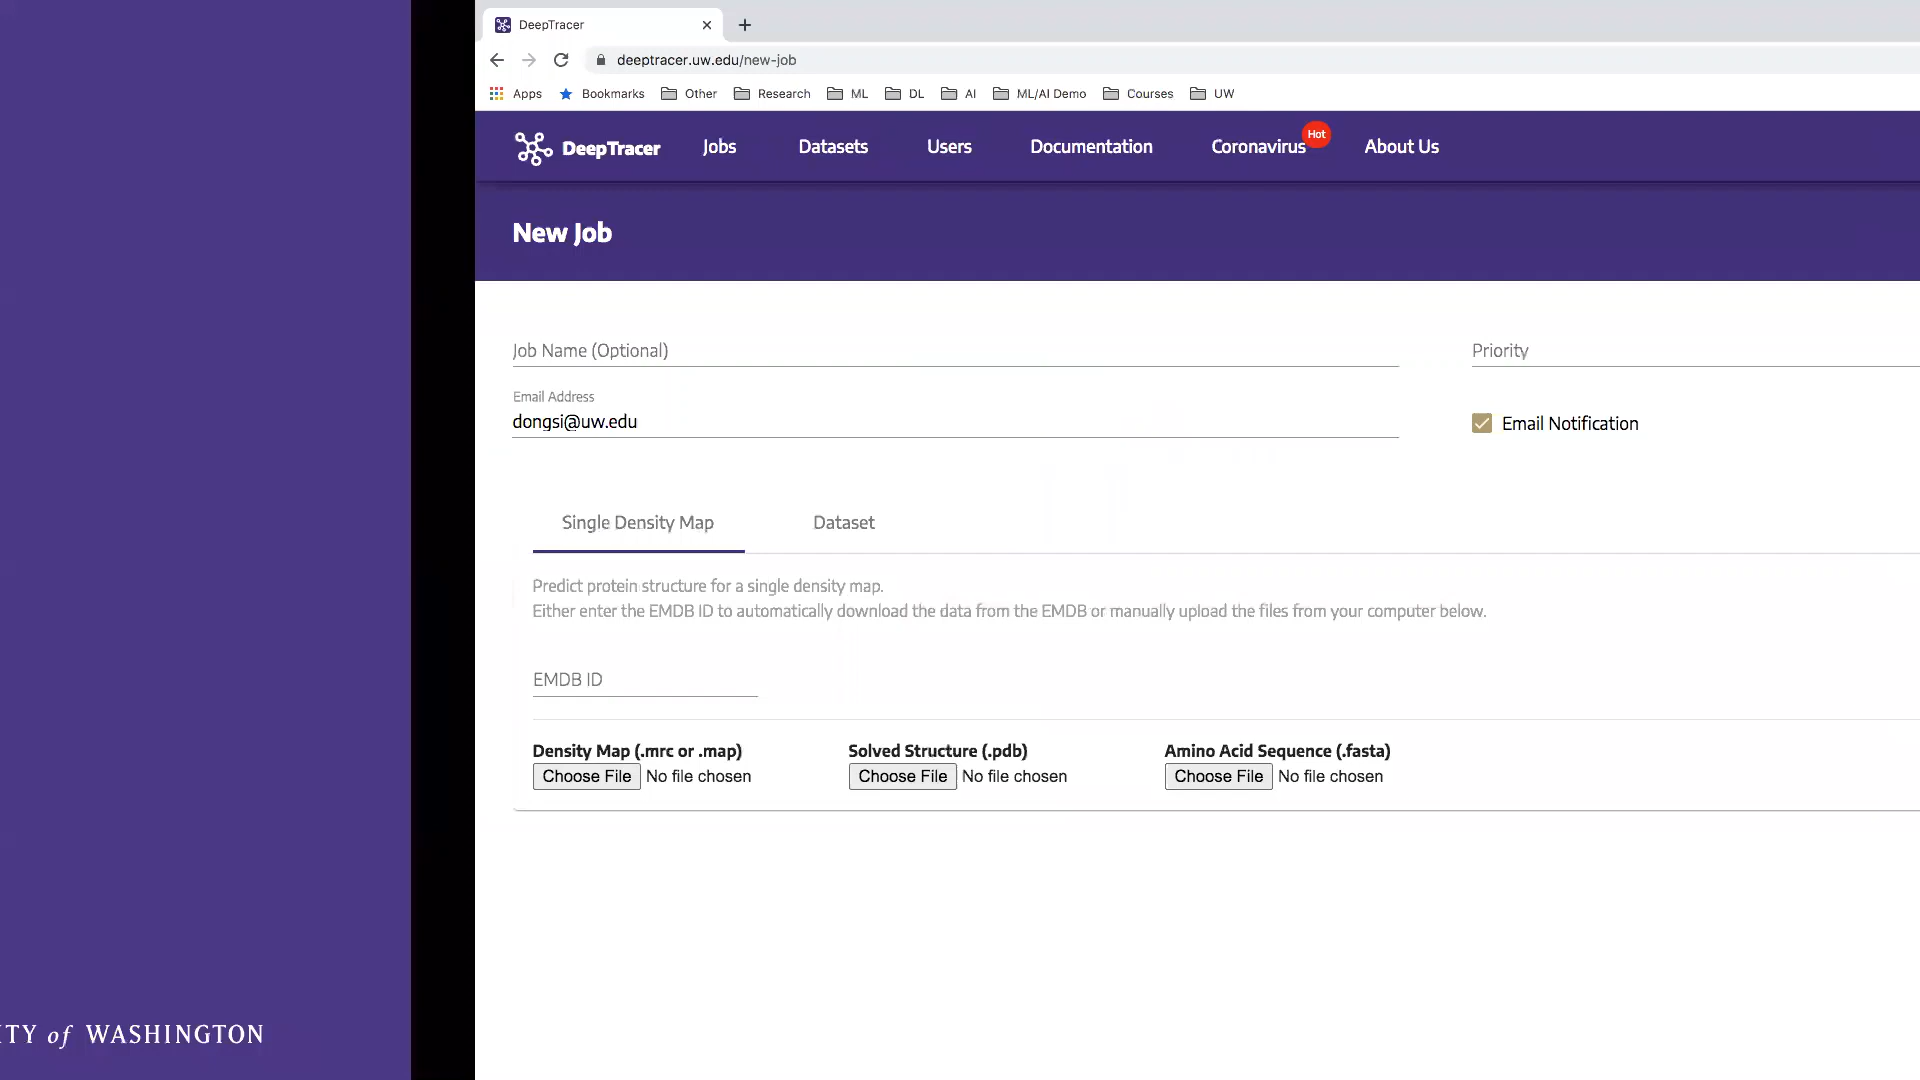 DeepTracer
deeptracer.uw.edu/new-job
Apps Bookmarks Other Research ML DL AI ML/AI Demo Courses UW
DeepTracer Jobs Datasets Users Documentation Coronavirus Hot About Us
New Job
Job Name (Optional) Priority
Email Address
dongsi@uw.edu Email Notification
Single Density Map Dataset
Predict protein structure for a single density map.
Either enter the EMDB ID to automatically download the data from the EMDB or manually upload the files from your computer below.
EMDB ID
Density Map (.mrc or .map) Solved Structure (.pdb) Amino Acid Sequence (.fasta)
Choose File No file chosen Choose File No file chosen Choose File No file chosen
ITY of WASHINGTON